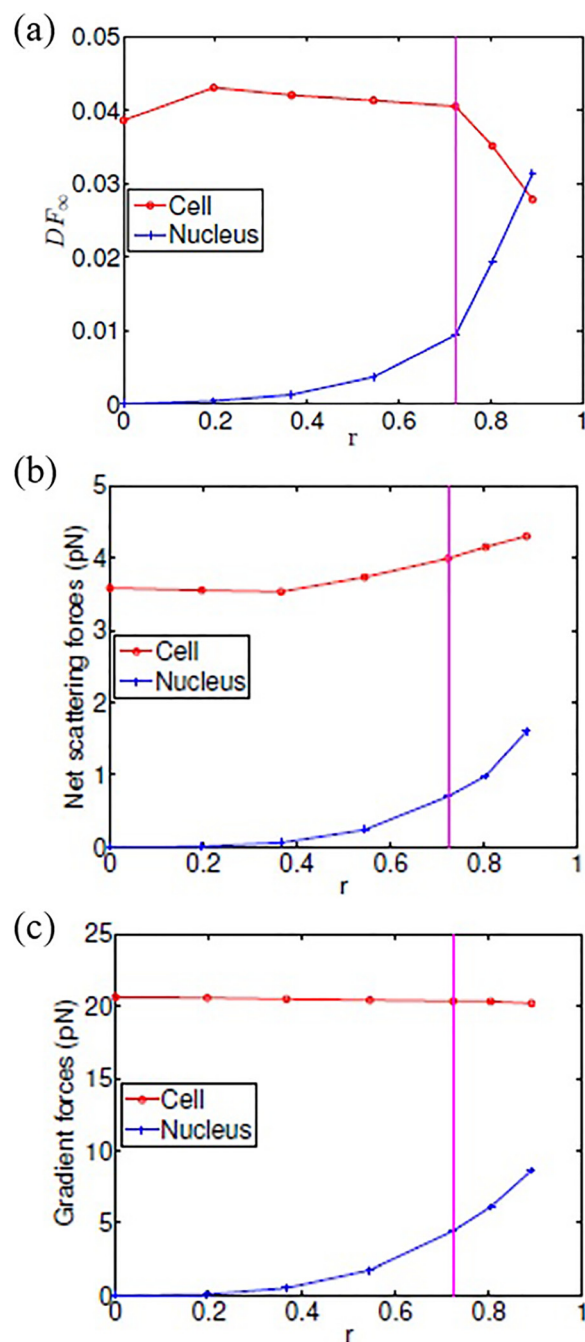 (a)
0.05
0.04
0.03
0.02
0.01
0
DF∞
Cell
Nucleus
0 0.2 0.4 0.6 0.8 1
r
(b)
5
4
3
2
1
0
Net scattering forces (pN)
Cell
Nucleus
0 0.2 0.4 0.6 0.8 1
r
(c)
25
20
15
10
5
0
Gradient forces (pN)
Cell
Nucleus
0 0.2 0.4 0.6 0.8 1
r